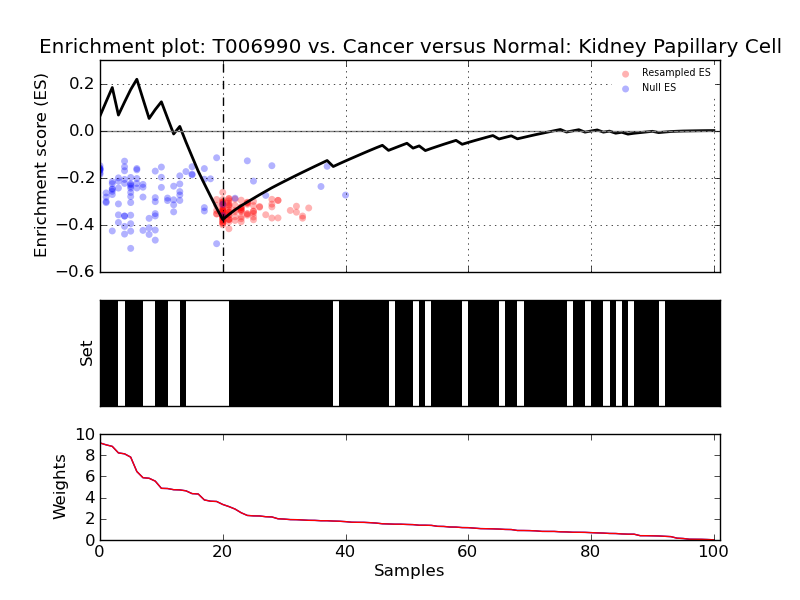 Enrichment plot: T006990 vs. Cancer versus Normal: Kidney Papillary Cell
Enrichment score (ES)
0.2
0.0
−0.2
−0.4
−0.6
Resampled ES
Null ES
Set
Weights
10
8
6
4
2
0
0 20 40 60 80 100
Samples